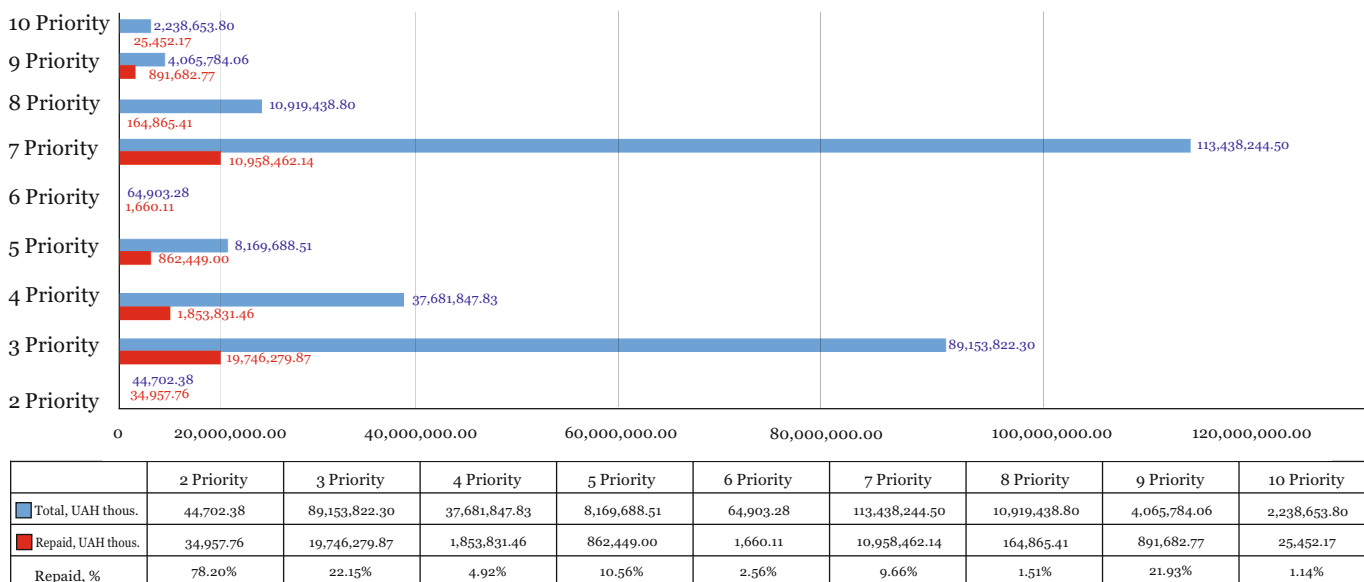 10 Priority
2,238,653.80
25,452.17
9 Priority
4,065,784.06
891,682.77
8 Priority
10,919,438.80
164,865.41
7 Priority
113,438,244.50
10,958,462.14
6 Priority
64,903.28
1,660.11
5 Priority
8,169,688.51
862,449.00
4 Priority
37,681,847.83
1,853,831.46
3 Priority
89,153,822.30
19,746,279.87
44,702.38
34,957.76
2 Priority
0 20,000,000.00 40,000,000.00 60,000,000.00 80,000,000.00 100,000,000.00 120,000,000.00
2 Priority 3 Priority 4 Priority 5 Priority 6 Priority 7 Priority 8 Priority 9 Priority 10 Priority
Total, UAH thous. 44,702.38 89,153,822.30 37,681,847.83 8,169,688.51 64,903.28 113,438,244.50 10,919,438.80 4,065,784.06 2,238,653.80
Repaid, UAH thous. 34,957.76 19,746,279.87 1,853,831.46 862,449.00 1,660.11 10,958,462.14 164,865.41 891,682.77 25,452.17
Repaid, % 78.20% 22.15% 4.92% 10.56% 2.56% 9.66% 1.51% 21.93% 1.14%